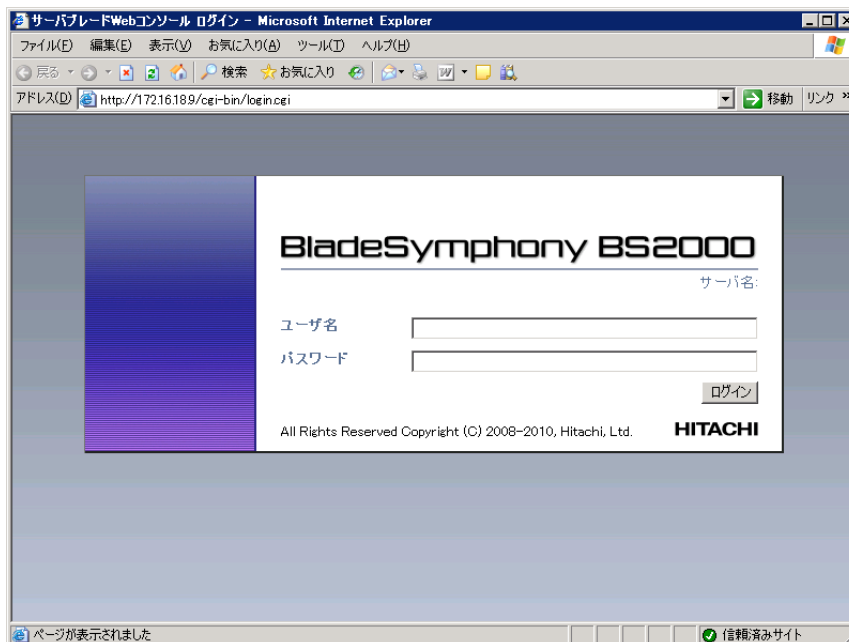 サーバブレードWebコンソール ログイン - Microsoft Internet Explorer
ファイル(F) 編集(E) 表示(V) お気に入り(A) ツール(T) ヘルプ(H)
戻る 検索 お気に入り
アドレス(D) http://172.16.18.9/cgi-bin/login.cgi 移動 リンク »
BladeSymphony BS2000
サーバ名:
ユーザ名
パスワード
ログイン
All Rights Reserved Copyright (C) 2008-2010, Hitachi, Ltd. HITACHI
ページが表示されました 信頼済みサイト